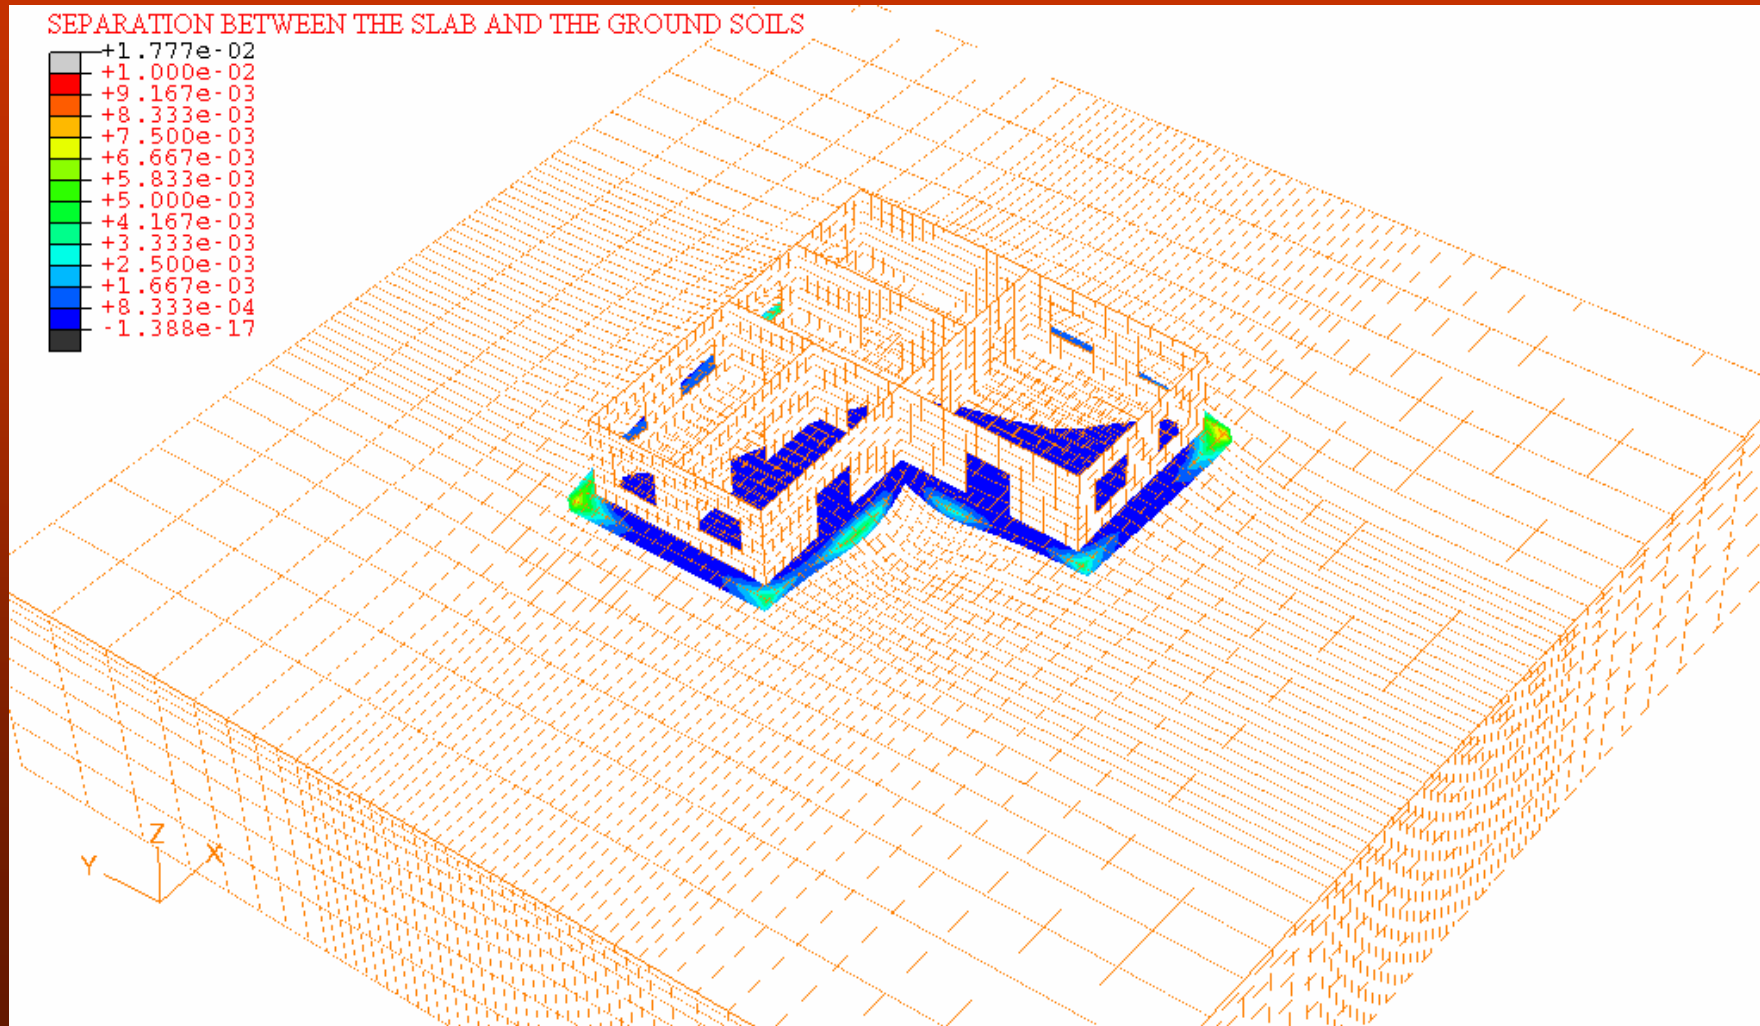 SEPARATION BETWEEN THE SLAB AND THE GROUND SOILS
+1.777e-02
+1.000e-02
+9.167e-03
+8.333e-03
+7.500e-03
+6.667e-03
+5.833e-03
+5.000e-03
+4.167e-03
+3.333e-03
+2.500e-03
+1.667e-03
+8.333e-04
-1.388e-17
Z
Y
X